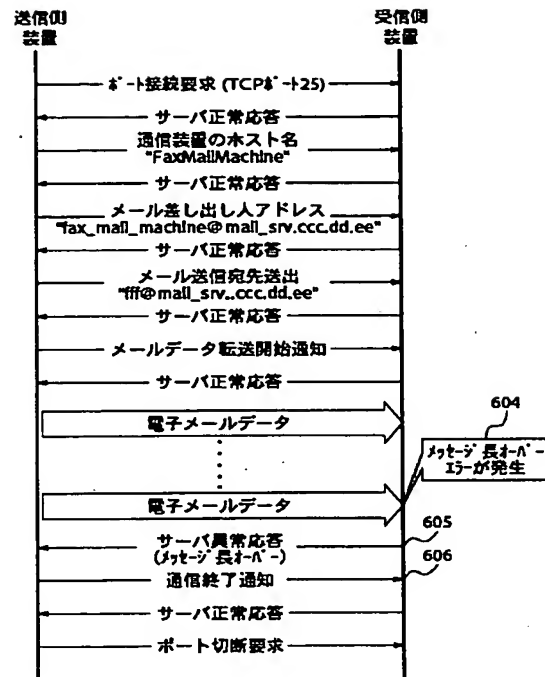 送信側
装置
受信側
装置
ポート接続要求 (TCPポート25)
サーバ正常応答
通信装置のホスト名
"FaxMailMachine"
サーバ正常応答
メール差し出し人アドレス
"fax_mail_machine@mail_srv.ccc.dd.ee"
サーバ正常応答
メール送信宛先送出
"fff@mail_srv..ccc.dd.ee"
サーバ正常応答
メールデータ転送開始通知
サーバ正常応答
電子メールデータ
604
メッセージ長オーバー
エラーが発生
電子メールデータ
サーバ異常応答
(メッセージ長オーバー)
605
通信終了通知
606
サーバ正常応答
ポート切断要求